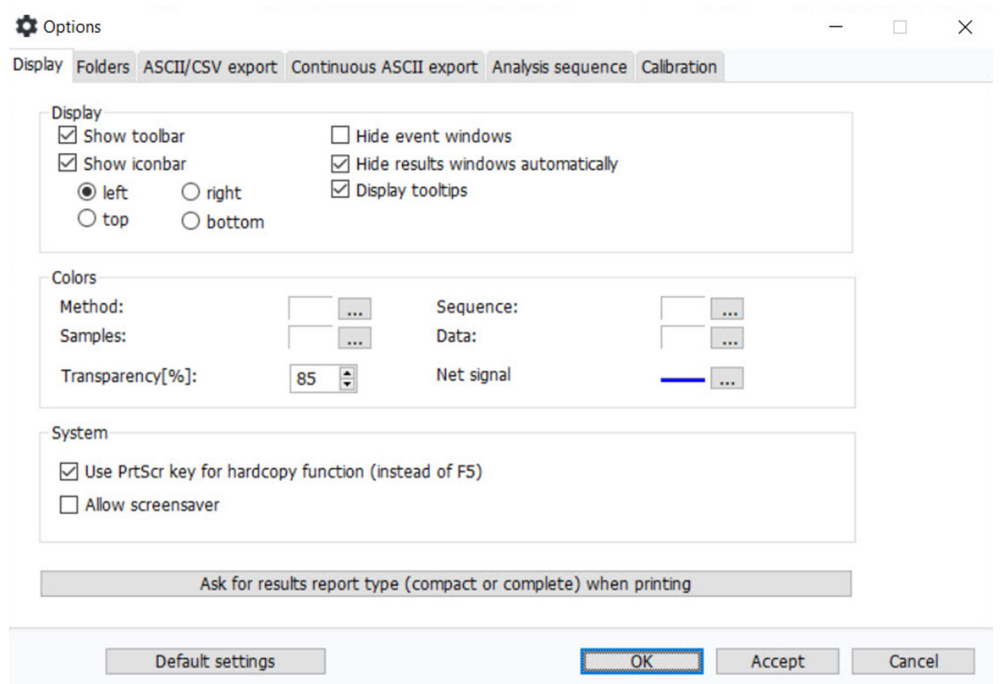 Options
Display Folders ASCII/CSV export Continuous ASCII export Analysis sequence Calibration
Display
Show toolbar Hide event windows
Show iconbar Hide results windows automatically
left right Display tooltips
top bottom
Colors
Method: ... Sequence: ...
Samples: ... Data: ...
Transparency[%]: 85 Net signal ...
System
Use PrtScr key for hardcopy function (instead of F5)
Allow screensaver
Ask for results report type (compact or complete) when printing
Default settings OK Accept Cancel